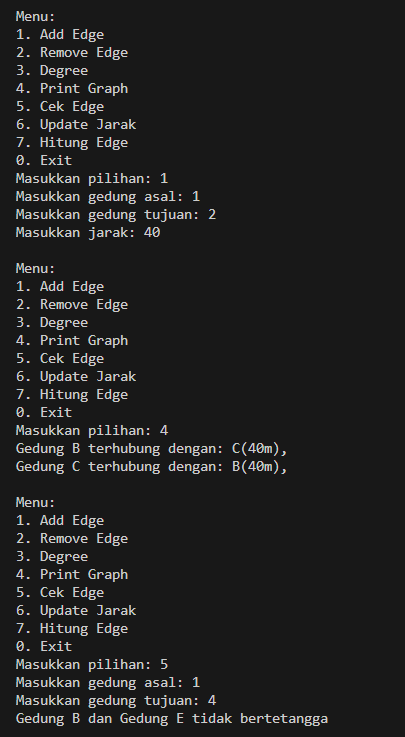 Menu:
1. Add Edge
2. Remove Edge
3. Degree
4. Print Graph
5. Cek Edge
6. Update Jarak
7. Hitung Edge
0. Exit
Masukkan pilihan: 1
Masukkan gedung asal: 1
Masukkan gedung tujuan: 2
Masukkan jarak: 40

Menu:
1. Add Edge
2. Remove Edge
3. Degree
4. Print Graph
5. Cek Edge
6. Update Jarak
7. Hitung Edge
0. Exit
Masukkan pilihan: 4
Gedung B terhubung dengan: C(40m),
Gedung C terhubung dengan: B(40m),

Menu:
1. Add Edge
2. Remove Edge
3. Degree
4. Print Graph
5. Cek Edge
6. Update Jarak
7. Hitung Edge
0. Exit
Masukkan pilihan: 5
Masukkan gedung asal: 1
Masukkan gedung tujuan: 4
Gedung B dan Gedung E tidak bertetangga